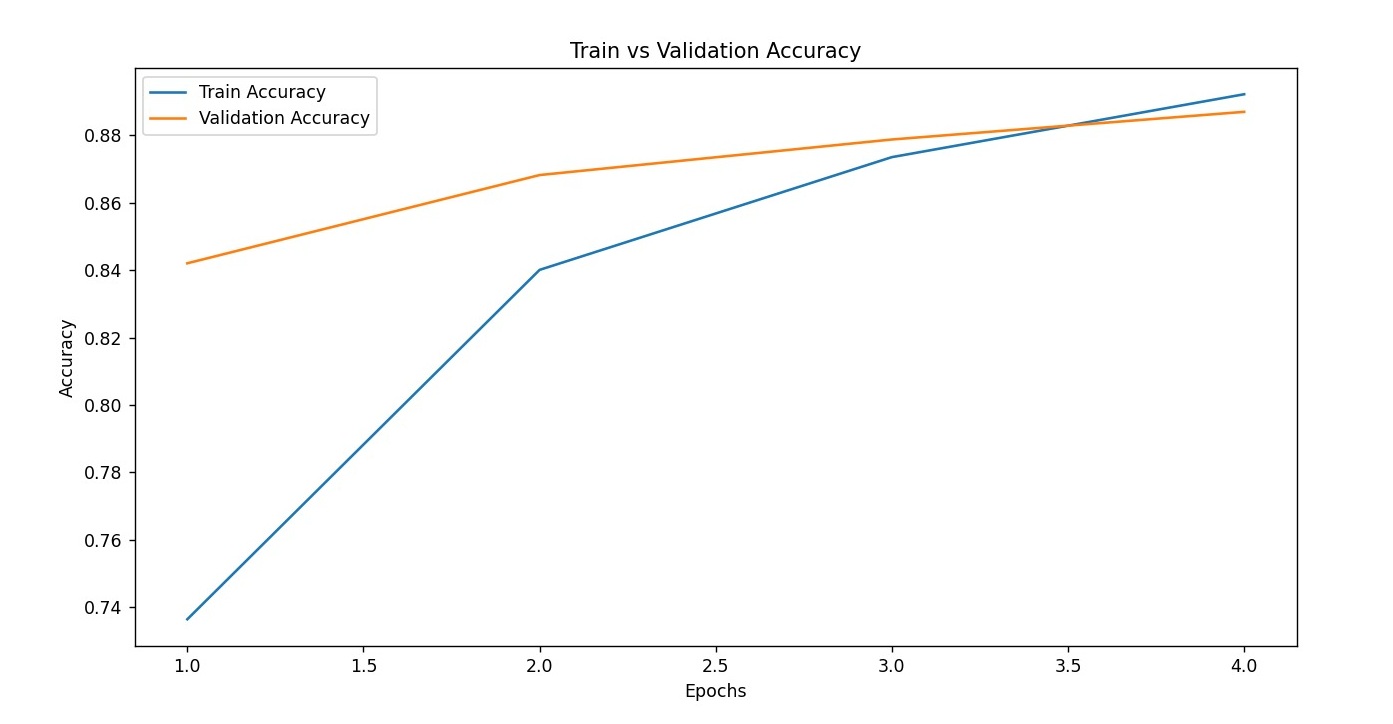 Train vs Validation Accuracy
Train Accuracy
Validation Accuracy
0.88
0.86
0.84
0.82
0.80
0.78
0.76
0.74
Accuracy
1.0 1.5 2.0 2.5 3.0 3.5 4.0
Epochs